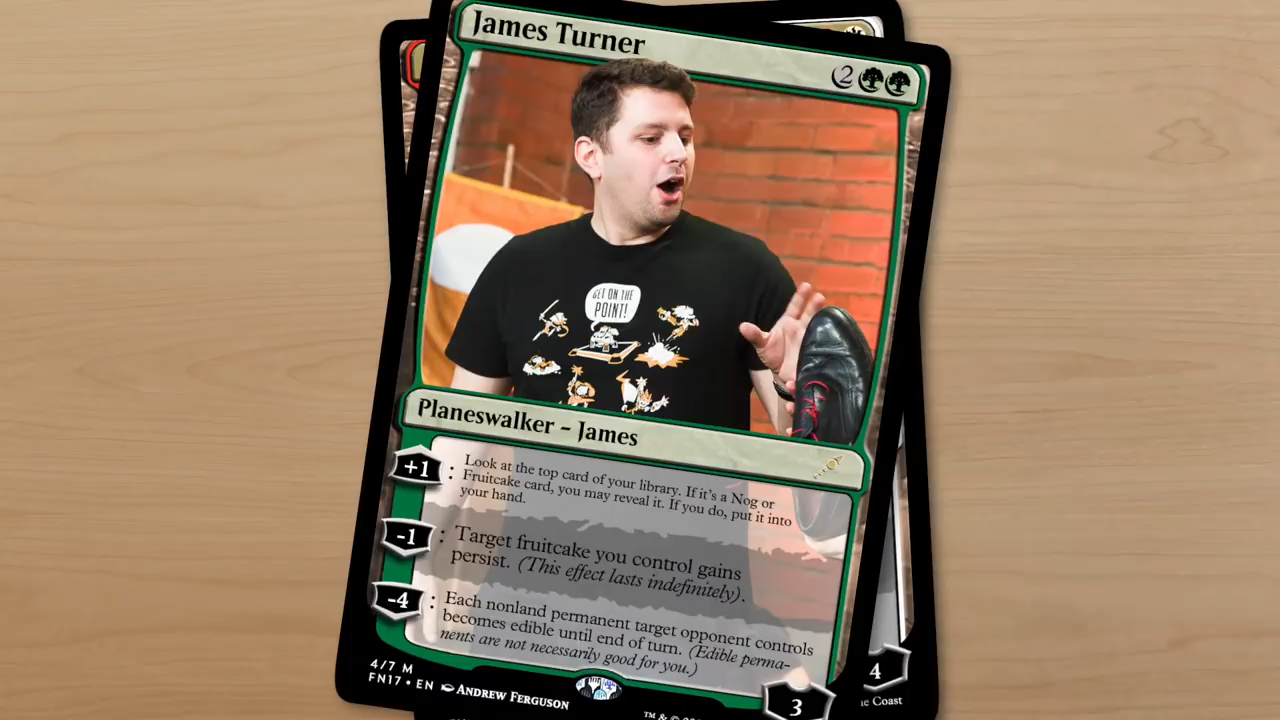 James Turner
2
GET ON THE
POINT!
Planeswalker – James
+1 : Look at the top card of your library. If it's a Nog or
Fruitcake card, you may reveal it. If you do, put it into
your hand.
-1 : Target fruitcake you control gains
persist. (This effect lasts indefinitely).
-4 : Each nonland permanent target opponent controls
becomes edible until end of turn. (Edible perma-
nents are not necessarily good for you.)
4/7 M
FN17 • EN Andrew Ferguson
™ & ©
3
4
Coast